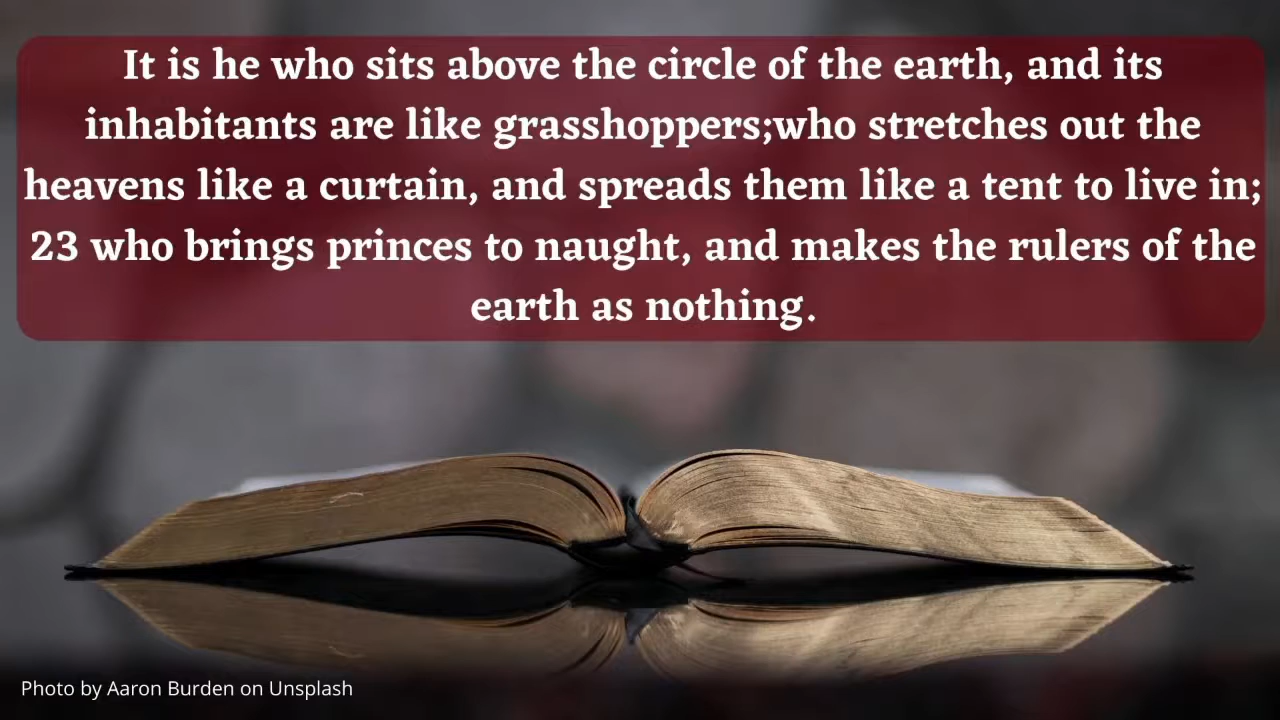 It is he who sits above the circle of the earth, and its
inhabitants are like grasshoppers;who stretches out the
heavens like a curtain, and spreads them like a tent to live in;
23 who brings princes to naught, and makes the rulers of the
earth as nothing.
Photo by Aaron Burden on Unsplash